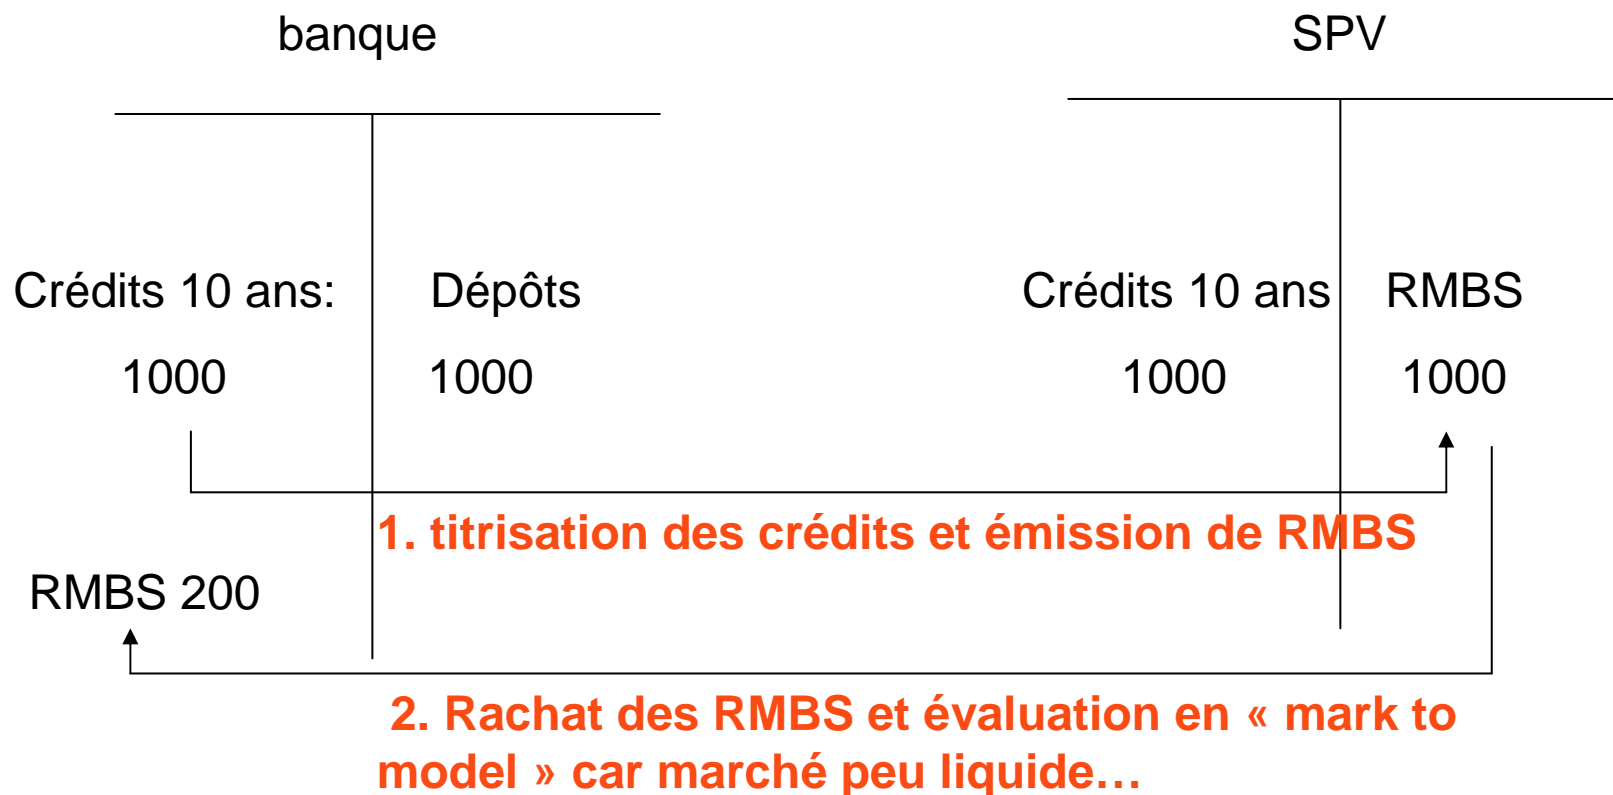 banque
SPV
Crédits 10 ans:
Dépôts
Crédits 10 ans
RMBS
1000
1000
1000
1000
1. titrisation des crédits et émission de RMBS
RMBS 200
2. Rachat des RMBS et évaluation en « mark to
model » car marché peu liquide…